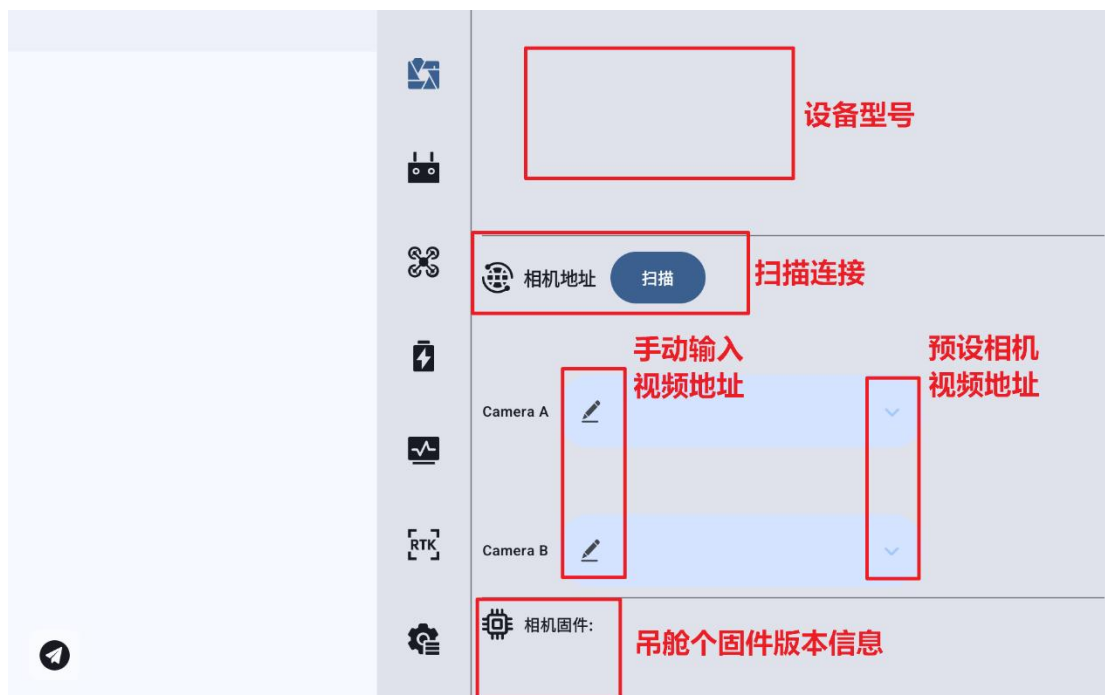 设备型号
相机地址
扫描
扫描连接
手动输入
视频地址
预设相机
视频地址
Camera A
RTK
Camera B
相机固件:
吊舱个固件版本信息